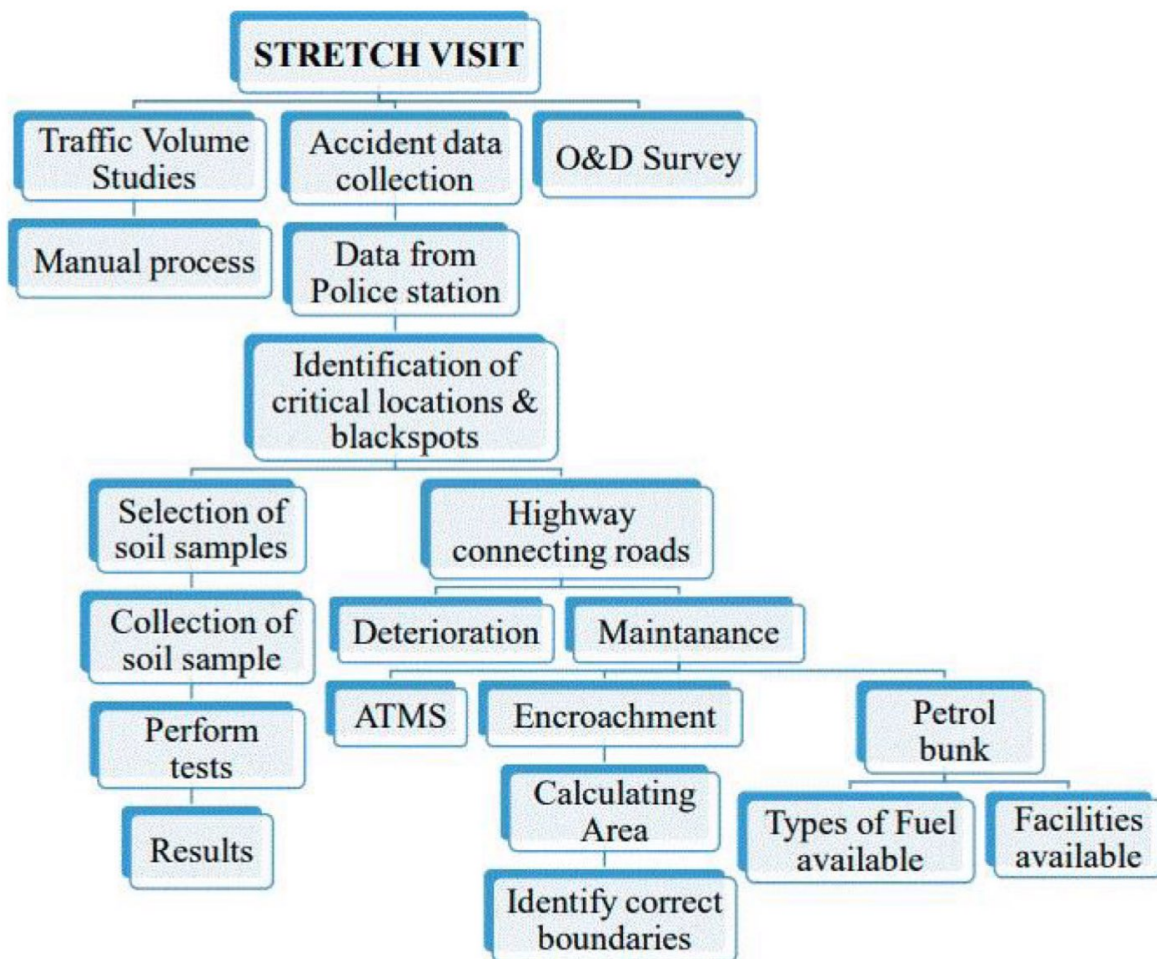 STRETCH VISIT
Traffic Volume
Studies
Accident data
collection
O&D Survey
Manual process
Data from
Police station
Identification of
critical locations &
blackspots
Selection of
soil samples
Highway
connecting roads
Collection of
soil sample
Deterioration
Maintanance
Perform
tests
ATMS
Encroachment
Petrol
bunk
Results
Calculating
Area
Types of Fuel
available
Facilities
available
Identify correct
boundaries